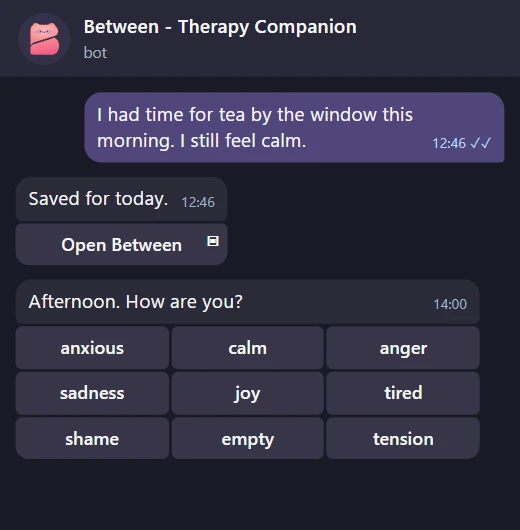 Between - Therapy Companion
bot
I had time for tea by the window this
morning. I still feel calm. 12:46
Saved for today. 12:46
Open Between
Afternoon. How are you? 14:00
anxious calm anger
sadness joy tired
shame empty tension